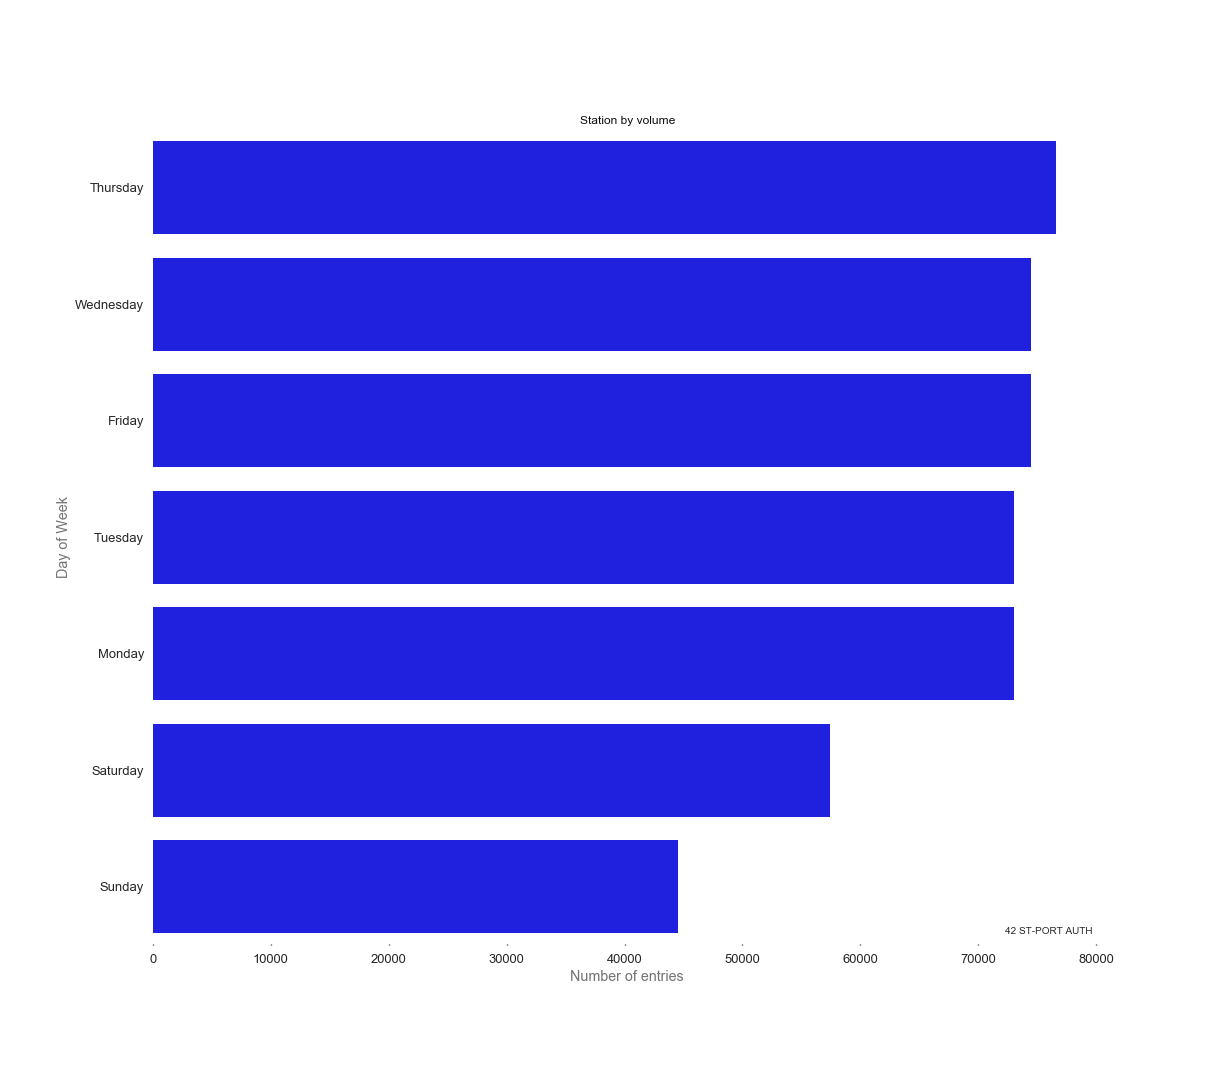 Station by volume
Thursday
Wednesday
Friday
Tuesday
Monday
Saturday
Sunday
Day of Week
42 ST-PORT AUTH
0 10000 20000 30000 40000 50000 60000 70000 80000
Number of entries